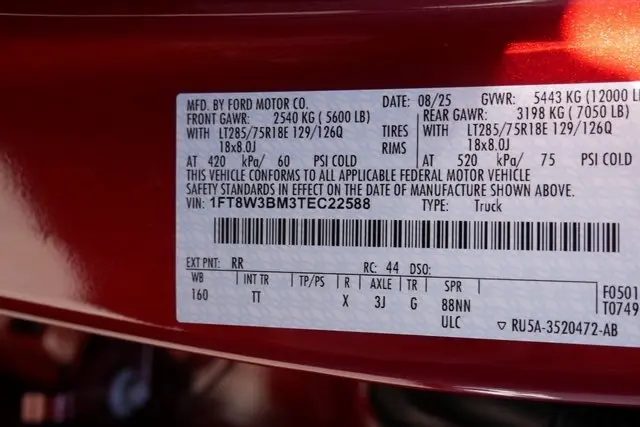 MFD. BY FORD MOTOR CO. DATE: 08/25 GVWR: 5443 KG (12000 L
FRONT GAWR: 2540 KG ( 5600 LB) REAR GAWR: 3198 KG ( 7050 LB)
WITH LT285/75R18E 129/126Q TIRES WITH LT285/75R18E 129/126Q
18x8.0J RIMS 18x8.0J
AT 420 kPa/ 60 PSI COLD AT 520 kPa/ 75 PSI COLD
THIS VEHICLE CONFORMS TO ALL APPLICABLE FEDERAL MOTOR VEHICLE
SAFETY STANDARDS IN EFFECT ON THE DATE OF MANUFACTURE SHOWN ABOVE.
VIN: 1FT8W3BM3TEC22588 TYPE: Truck
EXT PNT: RR RC: 44 DSO:
WB INT TR TP/PS R AXLE TR SPR F0501
160 TT X 3J G 88NN T0749
ULC ▽ RU5A-3520472-AB